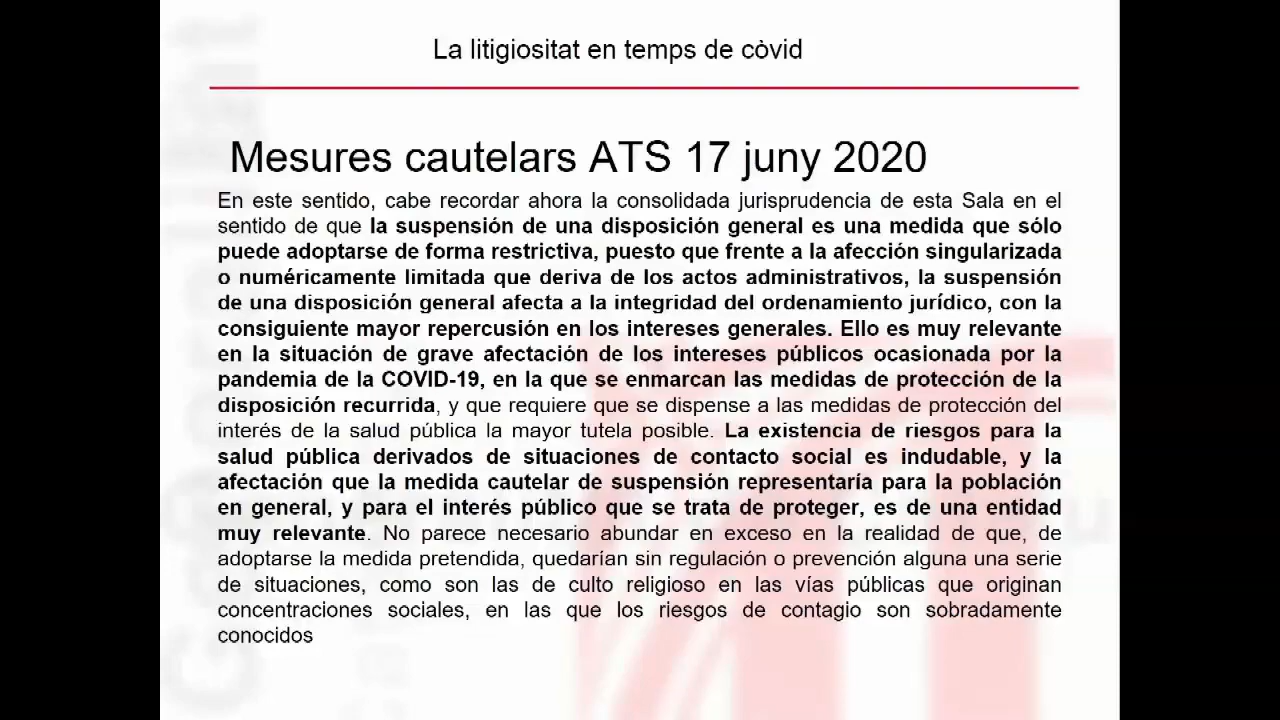 La litigiositat en temps de còvid
Mesures cautelars ATS 17 juny 2020
En este sentido, cabe recordar ahora la consolidada jurisprudencia de esta Sala en el
sentido de que la suspensión de una disposición general es una medida que sólo
puede adoptarse de forma restrictiva, puesto que frente a la afección singularizada
o numéricamente limitada que deriva de los actos administrativos, la suspensión
de una disposición general afecta a la integridad del ordenamiento jurídico, con la
consiguiente mayor repercusión en los intereses generales. Ello es muy relevante
en la situación de grave afectación de los intereses públicos ocasionada por la
pandemia de la COVID-19, en la que se enmarcan las medidas de protección de la
disposición recurrida, y que requiere que se dispense a las medidas de protección del
interés de la salud pública la mayor tutela posible. La existencia de riesgos para la
salud pública derivados de situaciones de contacto social es indudable, y la
afectación que la medida cautelar de suspensión representaría para la población
en general, y para el interés público que se trata de proteger, es de una entidad
muy relevante. No parece necesario abundar en exceso en la realidad de que, de
adoptarse la medida pretendida, quedarían sin regulación o prevención alguna una serie
de situaciones, como son las de culto religioso en las vías públicas que originan
concentraciones sociales, en las que los riesgos de contagio son sobradamente
conocidos